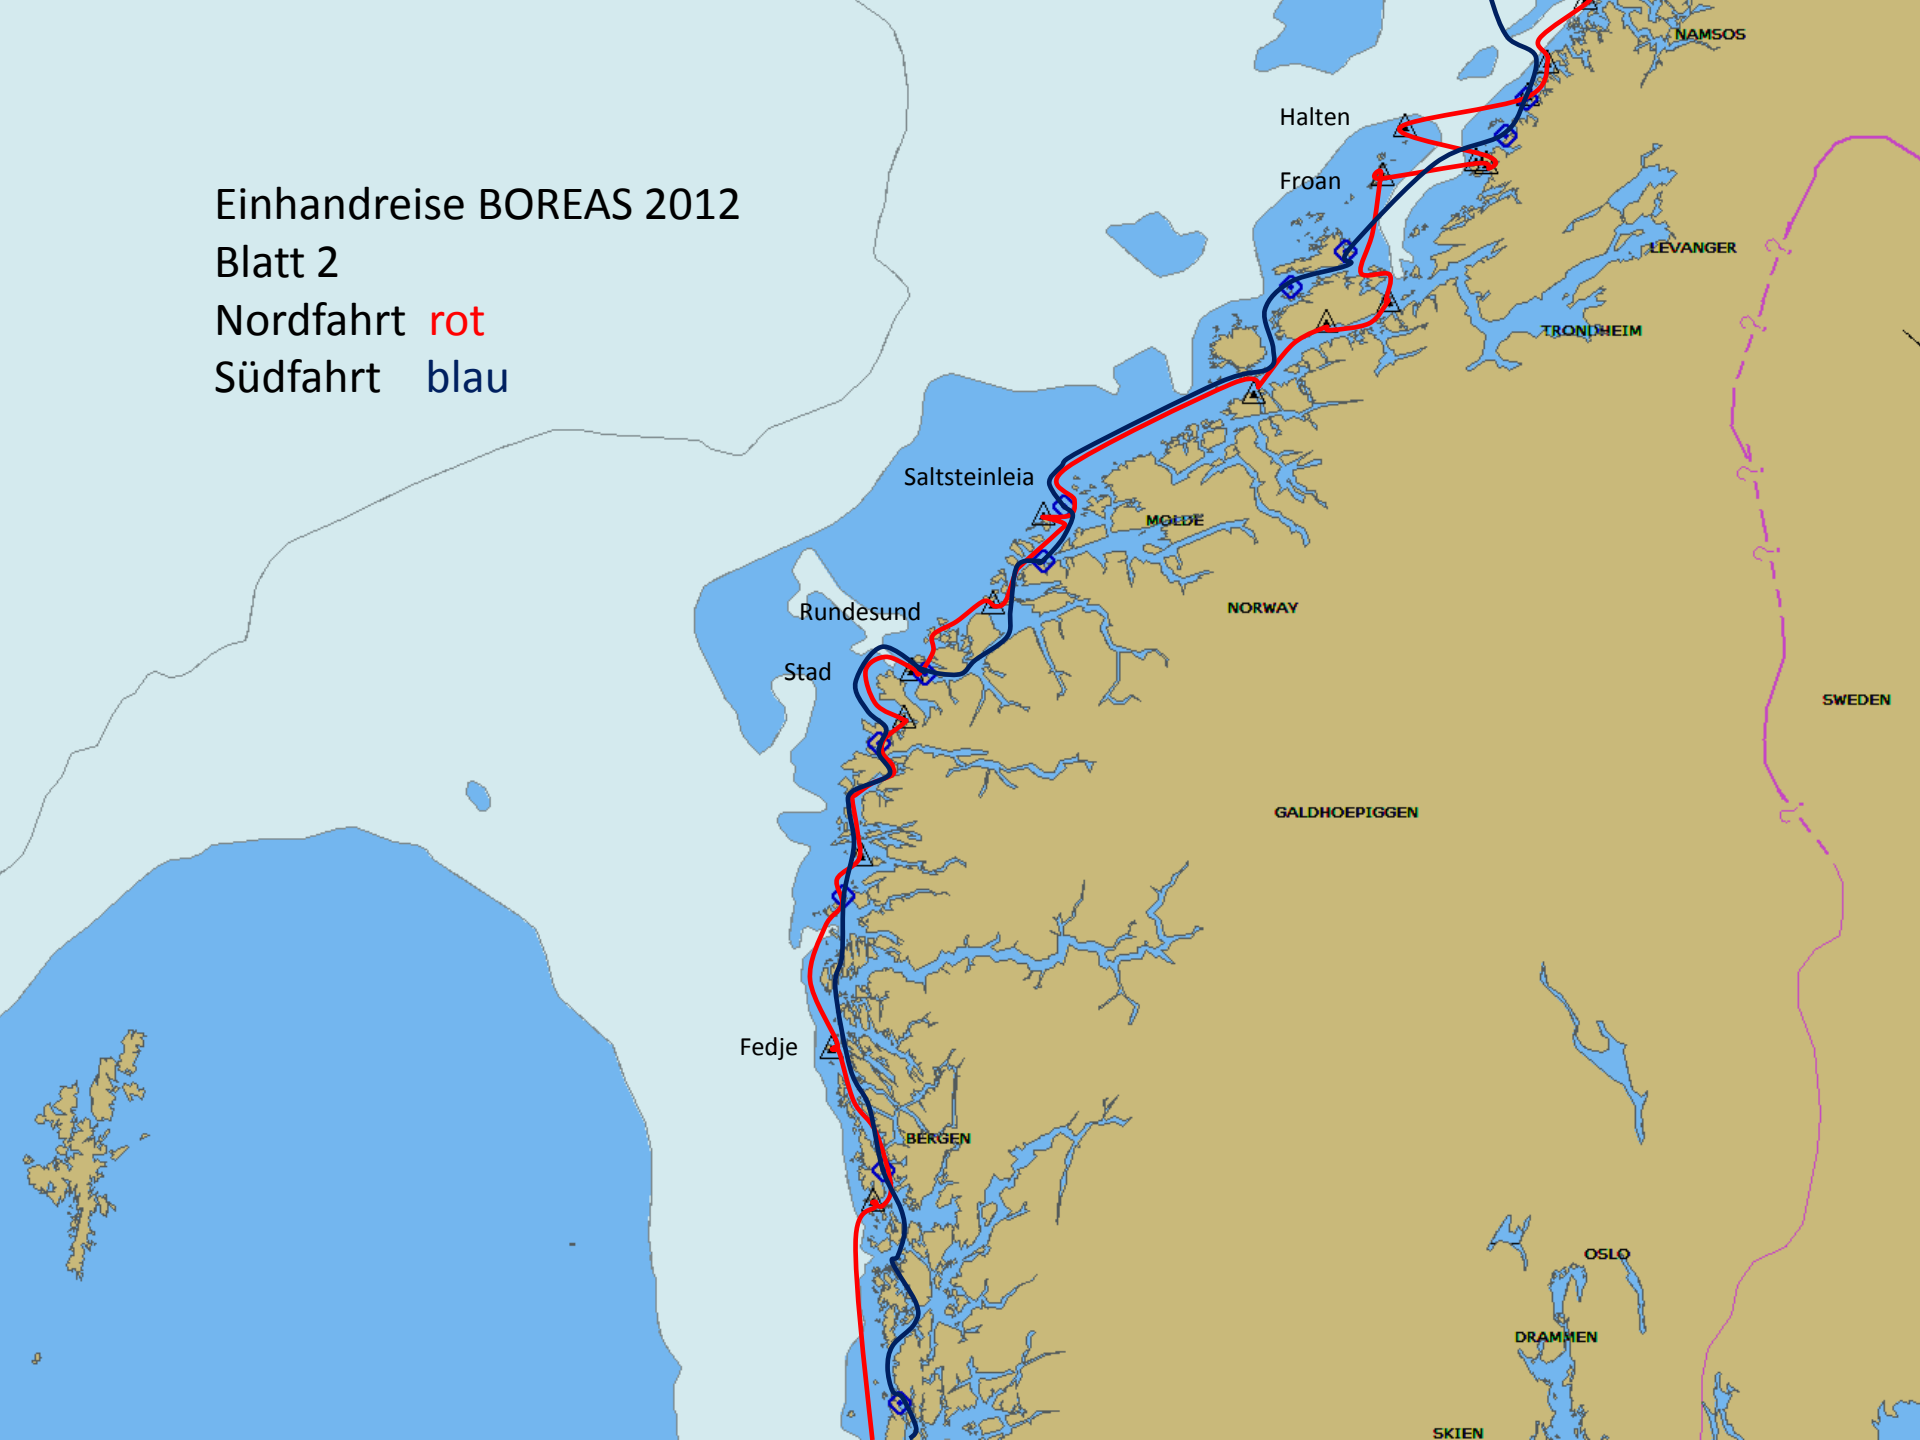 NAMSOS
Halten
Froan
Einhandreise BOREAS 2012
Blatt 2
Nordfahrt rot
Südfahrt blau
LEVANGER
TRONDHEIM
Saltsteinleia
MOLDE
Rundesund
NORWAY
Stad
SWEDEN
GALDHOEPIGGEN
Fedje
BERGEN
OSLO
DRAMMEN
SKIEN